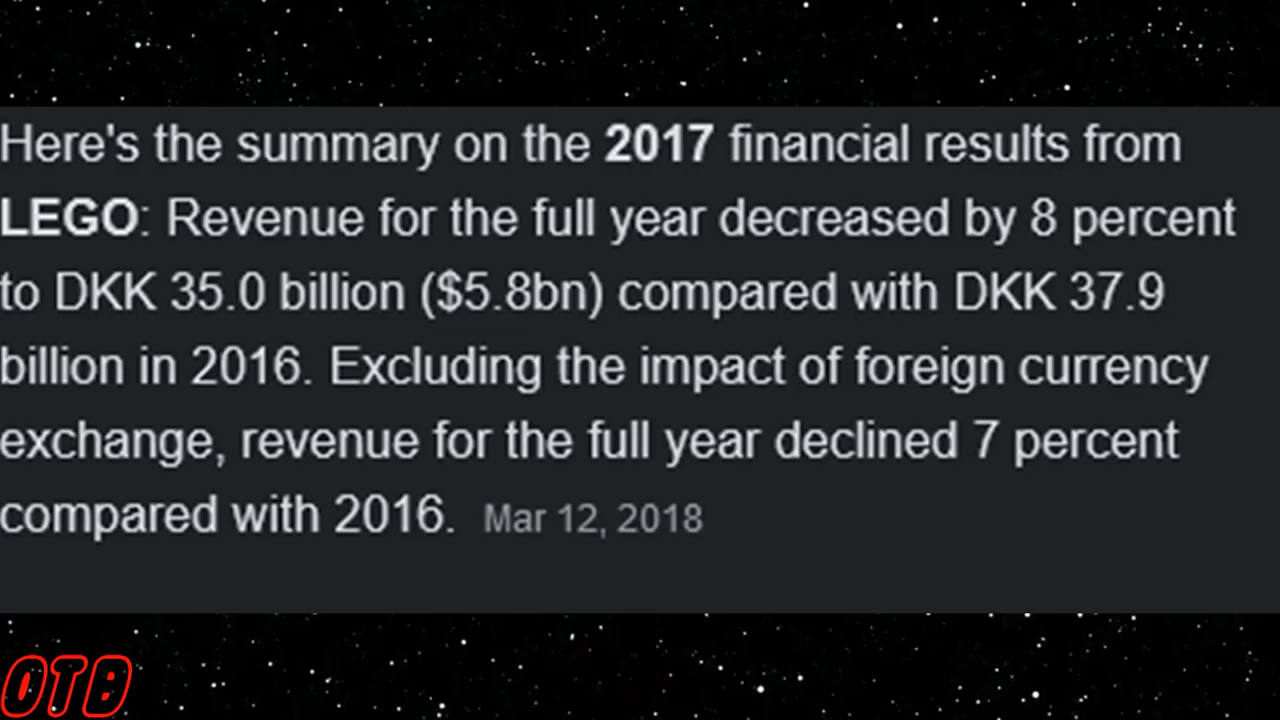 Here's the summary on the 2017 financial results from
LEGO: Revenue for the full year decreased by 8 percent
to DKK 35.0 billion ($5.8bn) compared with DKK 37.9
billion in 2016. Excluding the impact of foreign currency
exchange, revenue for the full year declined 7 percent
compared with 2016. Mar 12, 2018
OTB